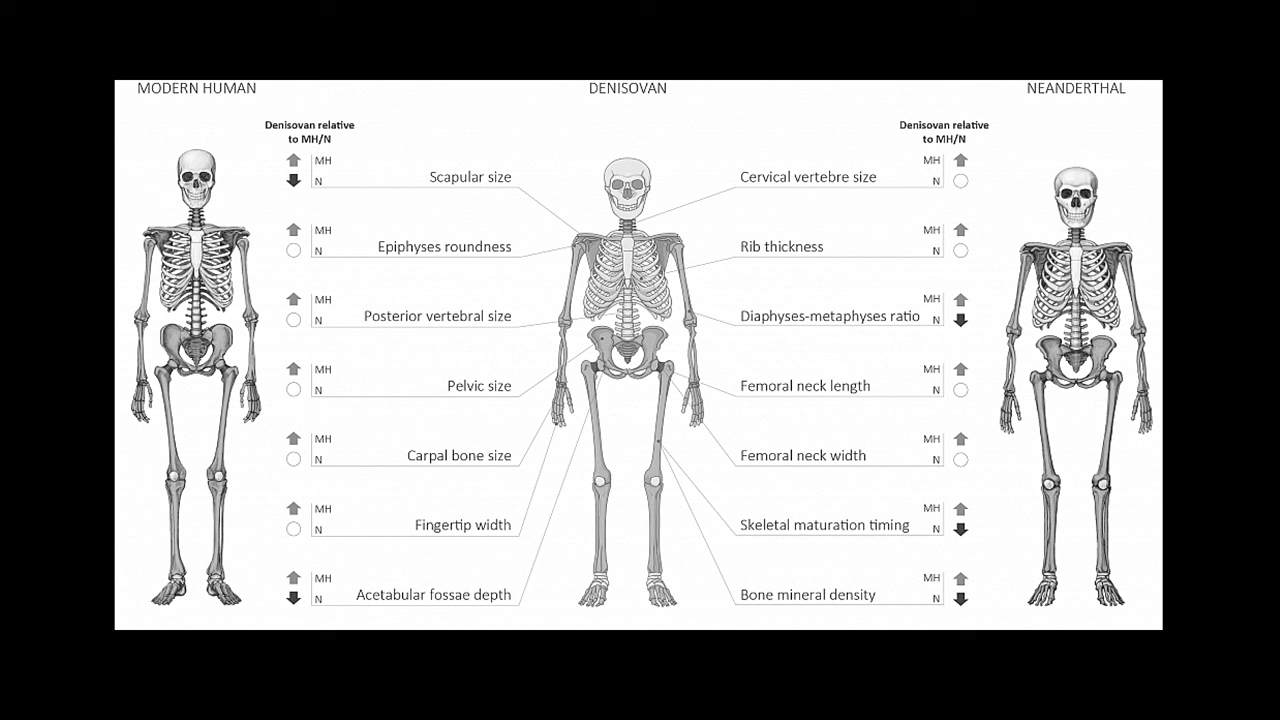 MODERN HUMAN
DENISOVAN
NEANDERTHAL
Denisovan relative
to MH/N
MH
N
Scapular size
MH
N
Epiphyses roundness
MH
N
Posterior vertebral size
MH
N
Pelvic size
MH
N
Carpal bone size
MH
N
Fingertip width
MH
N
Acetabular fossae depth
Denisovan relative
to MH/N
Cervical vertebre size
MH
N
Rib thickness
MH
N
Diaphyses-metaphyses ratio
MH
N
Femoral neck length
MH
N
Femoral neck width
MH
N
Skeletal maturation timing
MH
N
Bone mineral density
MH
N